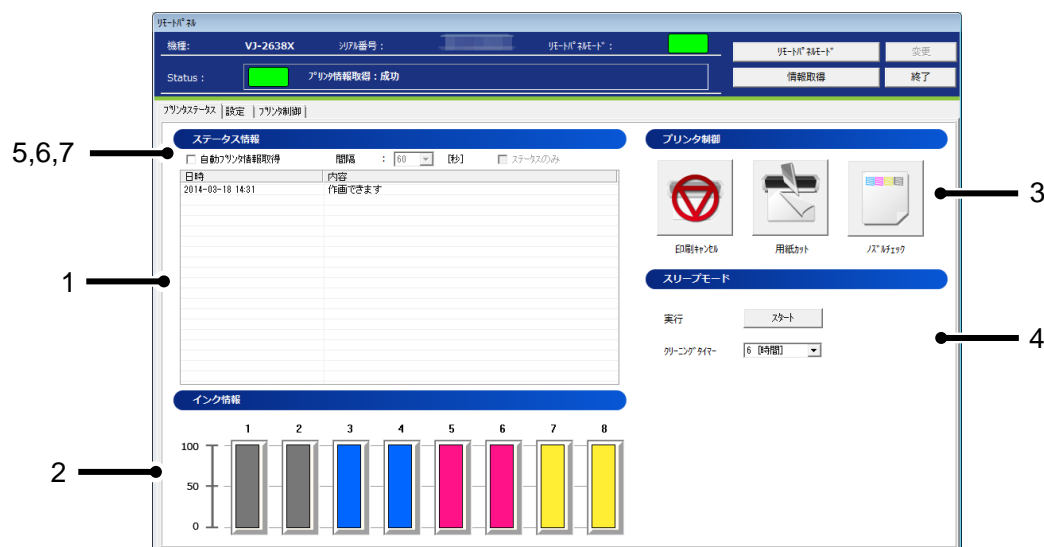 リモートパネル
機種: VJ-2638X シリアル番号: リモートパネルモード:
リモートパネルモード 変更
Status: プリンタ情報取得:成功
情報取得 終了
プリンタステータス 設定 プリンタ制御
ステータス情報
5,6,7
自動プリンタ情報取得 間隔 : 60 [秒] ステータスのみ
日時 内容
2014-03-18 14:31 作画できます
1
プリンタ制御
印刷キャンセル 用紙カット ノズルチェック
3
スリープモード
実行 スタート
クリーニングタイマー 6 [時間]
4
インク情報
1 2 3 4 5 6 7 8
100
50
0
2